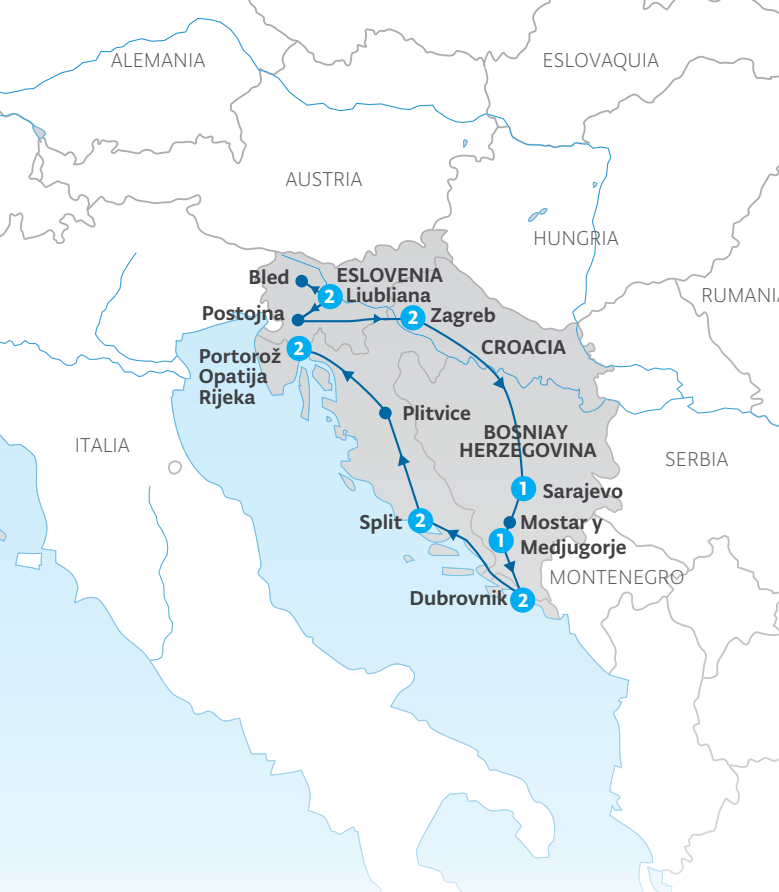 ALEMANIA
ESLOVAQUIA
AUSTRIA
HUNGRIA
Bled
ESLOVENIA
2
Liubliana
RUMANIA
Postojna
2
Zagreb
2
Portorož
Opatija
Rijeka
CROACIA
Plitvice
ITALIA
BOSNIAY
HERZEGOVINA
SERBIA
1
Sarajevo
Split
2
Mostar y
1
Medjugorje
MONTENEGRO
Dubrovnik
2